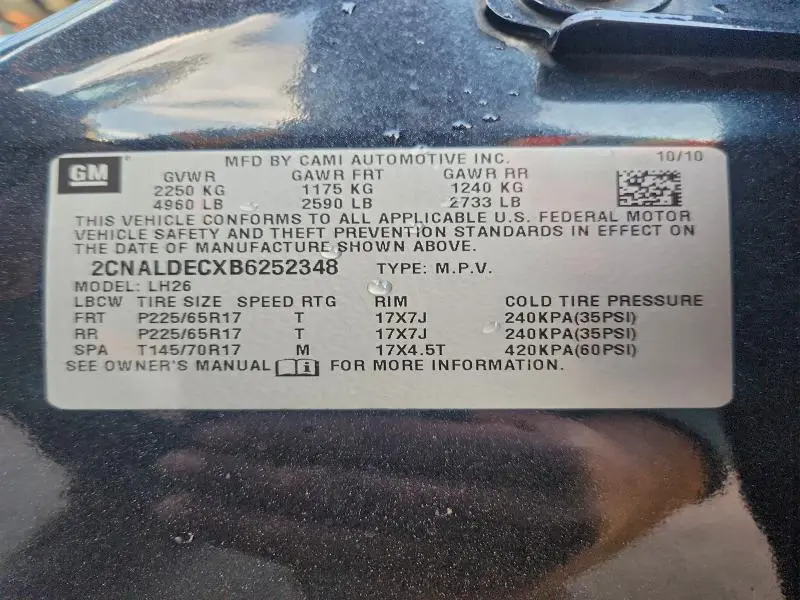 GM
MFD BY CAMI AUTOMOTIVE INC. 10/10
GVWR GAWR FRT GAWR RR
2250 KG 1175 KG 1240 KG
4960 LB 2590 LB 2733 LB
THIS VEHICLE CONFORMS TO ALL APPLICABLE U.S. FEDERAL MOTOR
VEHICLE SAFETY AND THEFT PREVENTION STANDARDS IN EFFECT ON
THE DATE OF MANUFACTURE SHOWN ABOVE.
2CNALDECXB6252348 TYPE: M.P.V.
MODEL: LH26
LBCW TIRE SIZE SPEED RTG RIM COLD TIRE PRESSURE
FRT P225/65R17 T 17X7J 240KPA(35PSI)
RR P225/65R17 T 17X7J 240KPA(35PSI)
SPA T145/70R17 M 17X4.5T 420KPA(60PSI)
SEE OWNER'S MANUAL FOR MORE INFORMATION.